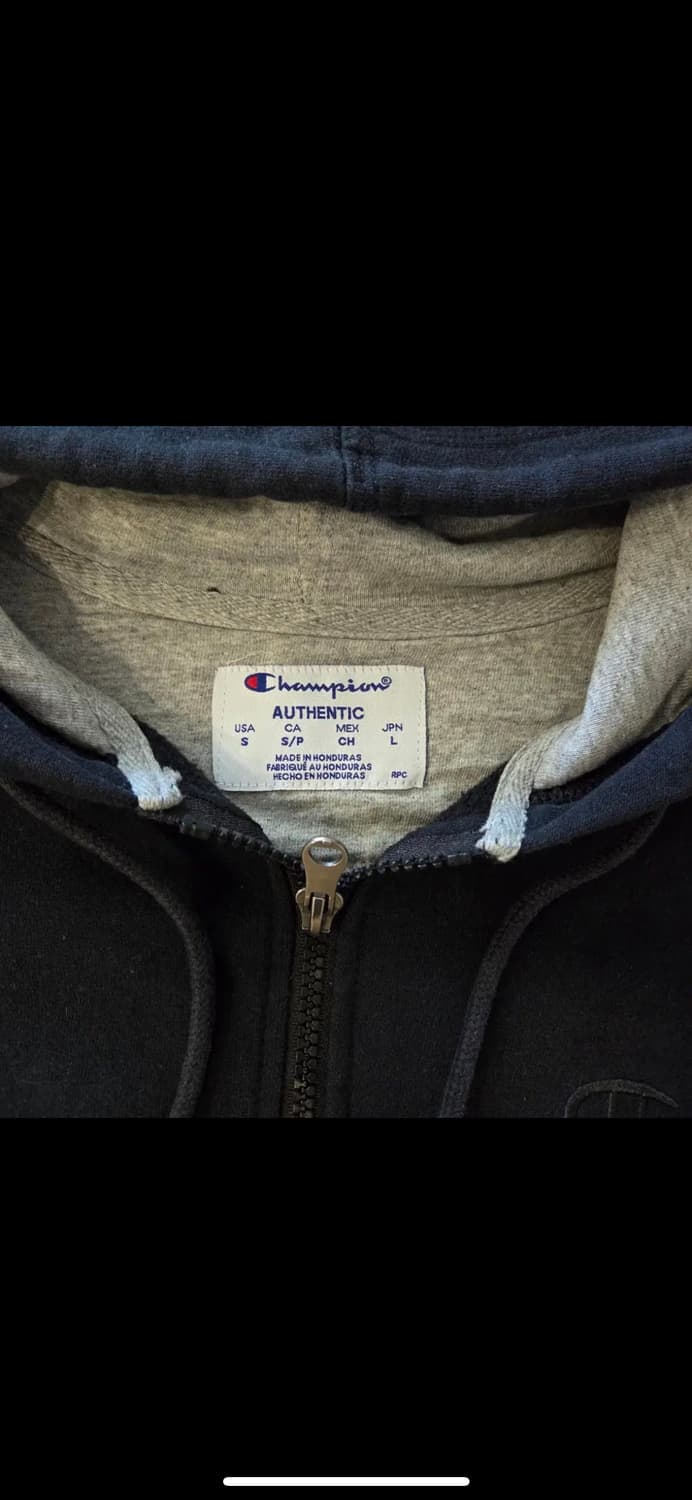 Champion®
AUTHENTIC
USA CA MEX JPN
S S/P CH L
MADE IN HONDURAS
FABRIQUÉ AU HONDURAS
HECHO EN HONDURAS RPC